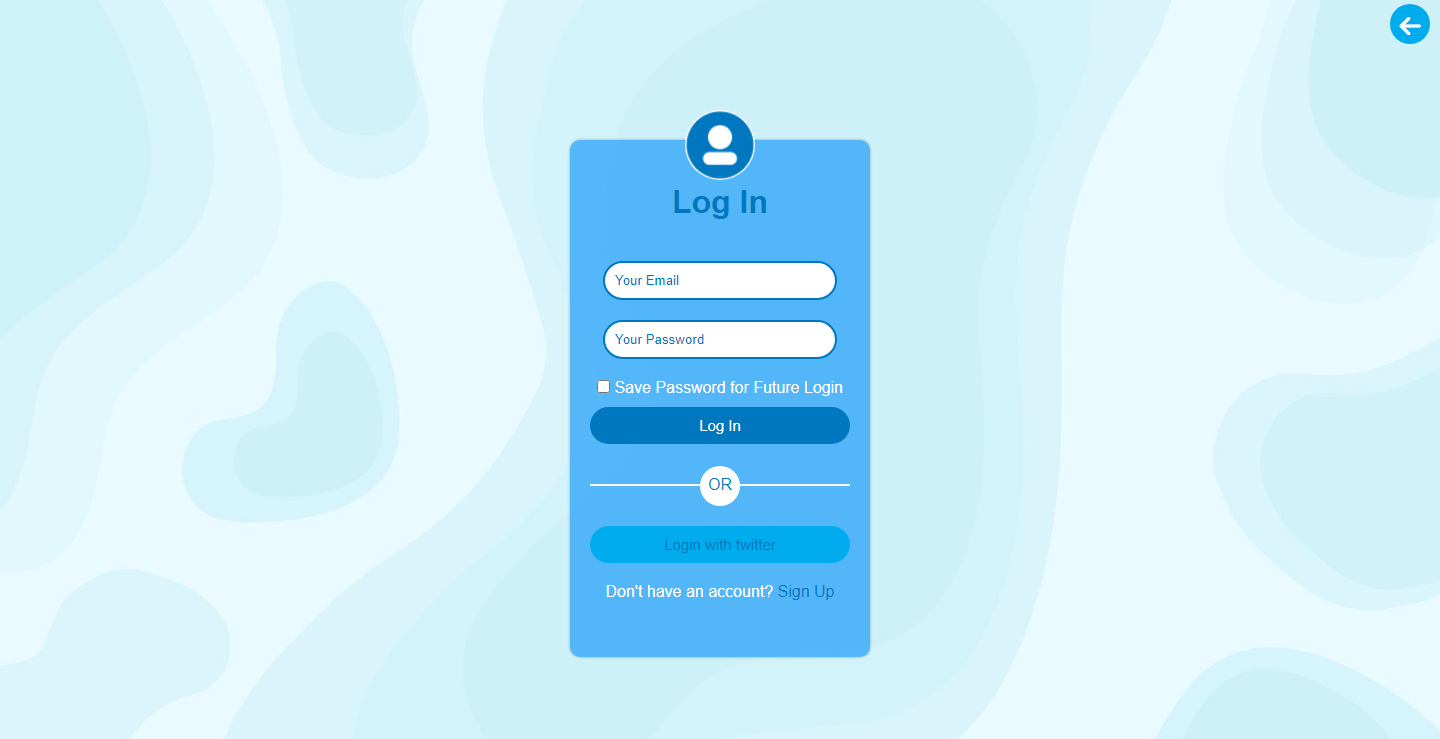 Log In
Your Email
Your Password
Save Password for Future Login
Log In
OR
Login with twitter
Don't have an account? Sign Up